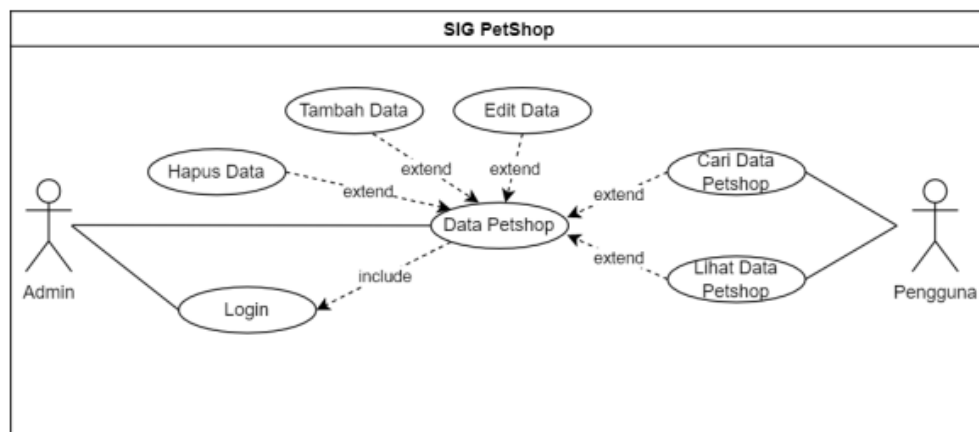 SIG PetShop
Tambah Data
Edit Data
Hapus Data
extend
extend
extend
Cari Data
Petshop
extend
Data Petshop
extend
Lihat Data
Petshop
include
Login
Admin
Pengguna